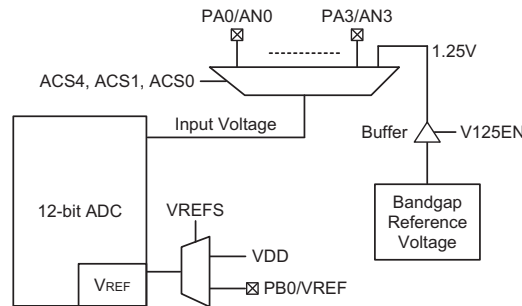 PA0/AN0
PA3/AN3
1.25V
ACS4, ACS1, ACS0
Input Voltage
Buffer
V125EN
12-bit ADC
VREFS
Bandgap
Reference
Voltage
VDD
VREF
PB0/VREF